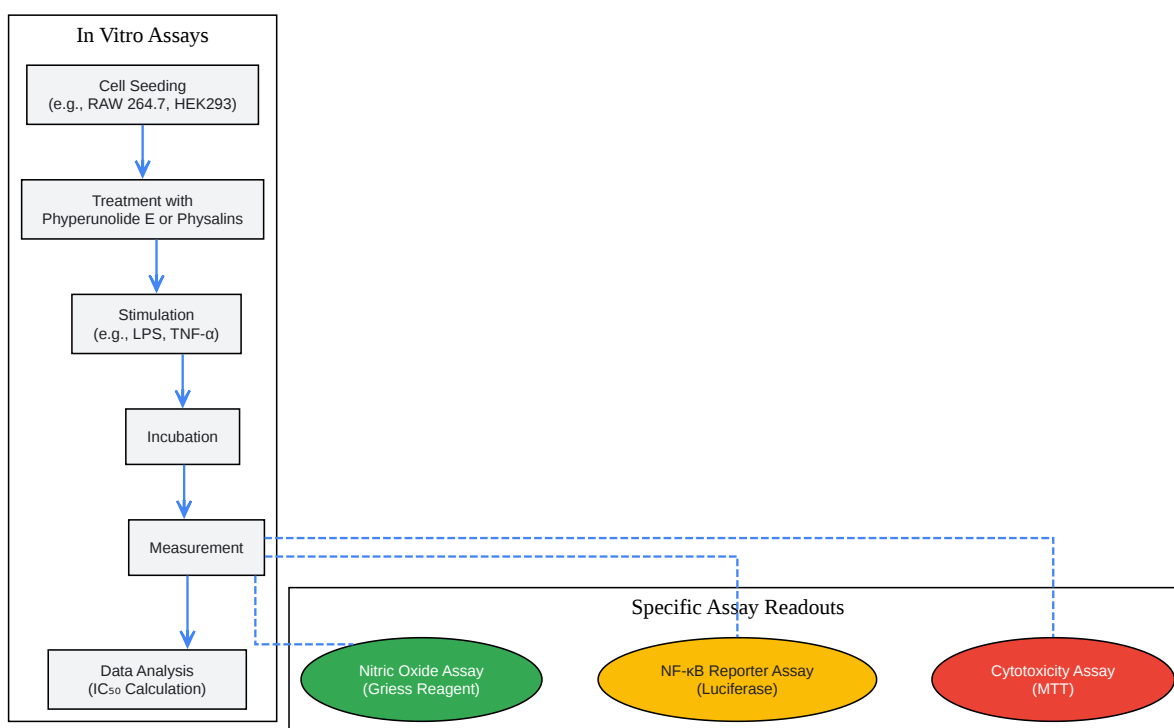 In Vitro Assays
Cell Seeding
(e.g., RAW 264.7, HEK293)
Treatment with
Phyperunolide E or Physalins
Stimulation
(e.g., LPS, TNF-α)
Incubation
Measurement
Data Analysis
(IC₅₀ Calculation)
Specific Assay Readouts
Nitric Oxide Assay
(Griess Reagent)
NF-κB Reporter Assay
(Luciferase)
Cytotoxicity Assay
(MTT)